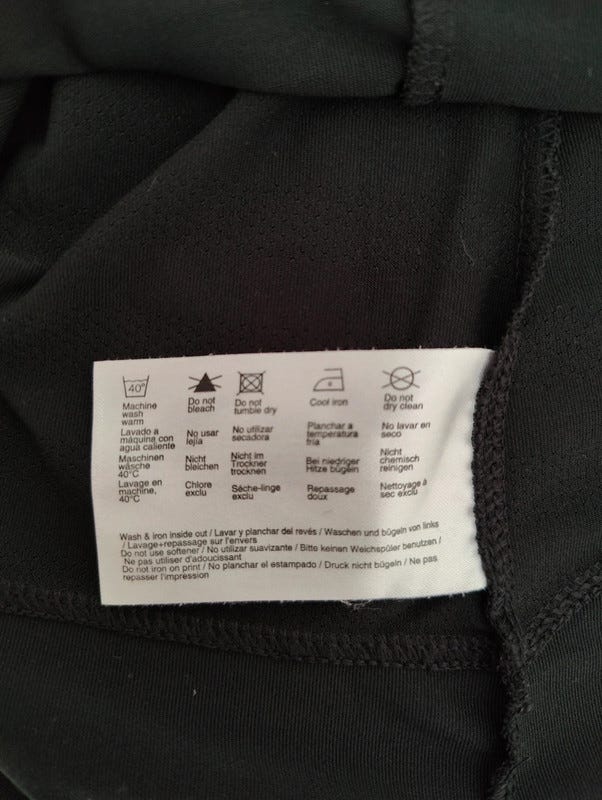 40°
Machine
wash
warm
Lavado a
máquina con
agua caliente
Maschinen
wäsche
40°C
Lavage en
machine,
40°C
Do not
bleach
No usar
lejía
Nicht
bleichen
Chlore
exclu
Do not
tumble dry
No utilizar
secadora
Nicht im
Trockner
trocknen
Sèche-linge
exclu
Cool iron
Planchar a
temperatura
fria
Bei niedriger
Hitze bügeln
Repassage
doux
Do not
dry clean
No lavar en
seco
Nicht
chemisch
reinigen
Nettoyage à
sec exclu
Wash & iron inside out / Lavar y planchar del revés / Waschen und bügeln von links
/ Lavage+repassage sur l'envers
Do not use softener / No utilizar suavizante / Bitte keinen Weichspüler benutzen /
Ne pas utiliser d'adoucissant
Do not iron on print / No planchar el estampado / Druck nicht bügeln / Ne pas
repasser l'impression